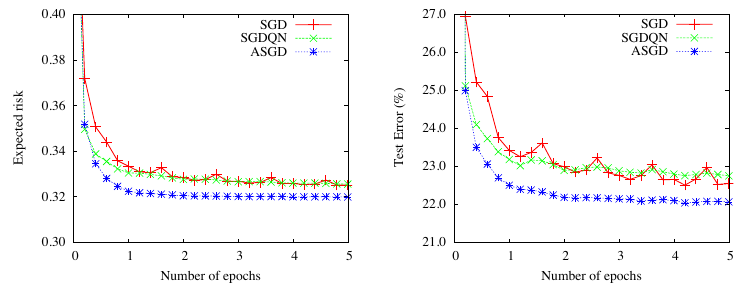 0.40
0.38
0.36
0.34
0.32
0.30
Expected risk
SGD
SGDQN
ASGD
0 1 2 3 4 5
Number of epochs
27.0
26.0
25.0
24.0
23.0
22.0
21.0
Test Error (%)
SGD
SGDQN
ASGD
0 1 2 3 4 5
Number of epochs